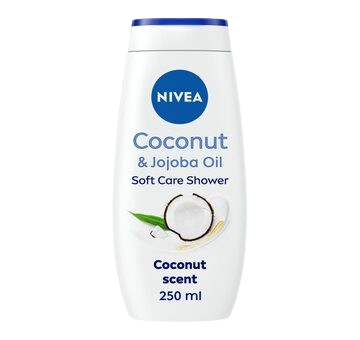 NIVEA
Coconut
& Jojoba Oil
Soft Care Shower
Coconut
scent
250 ml